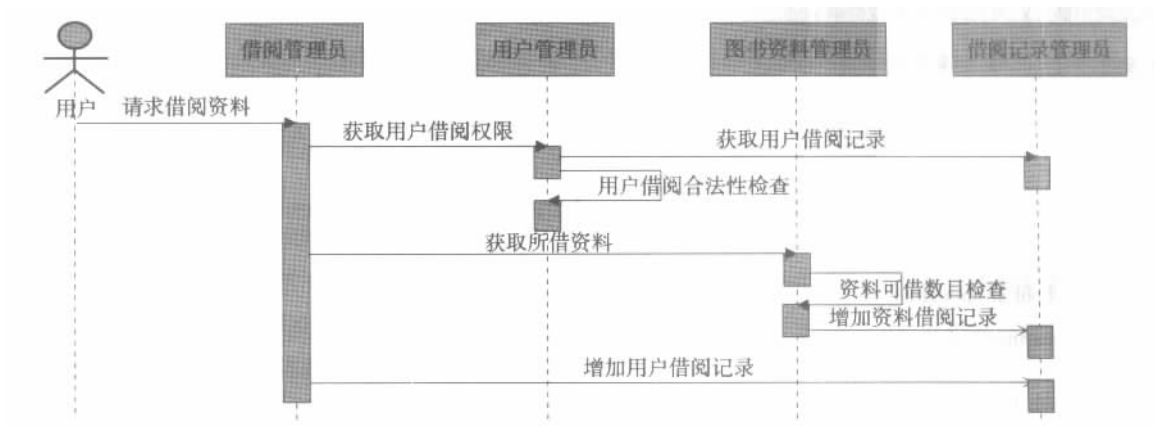 借阅管理员
用户管理员
图书资料管理员
借阅记录管理员
用户
请求借阅资料
获取用户借阅权限
获取用户借阅记录
用户借阅合法性检查
获取所借资料
资料可借数目检查
增加资料借阅记录
增加用户借阅记录